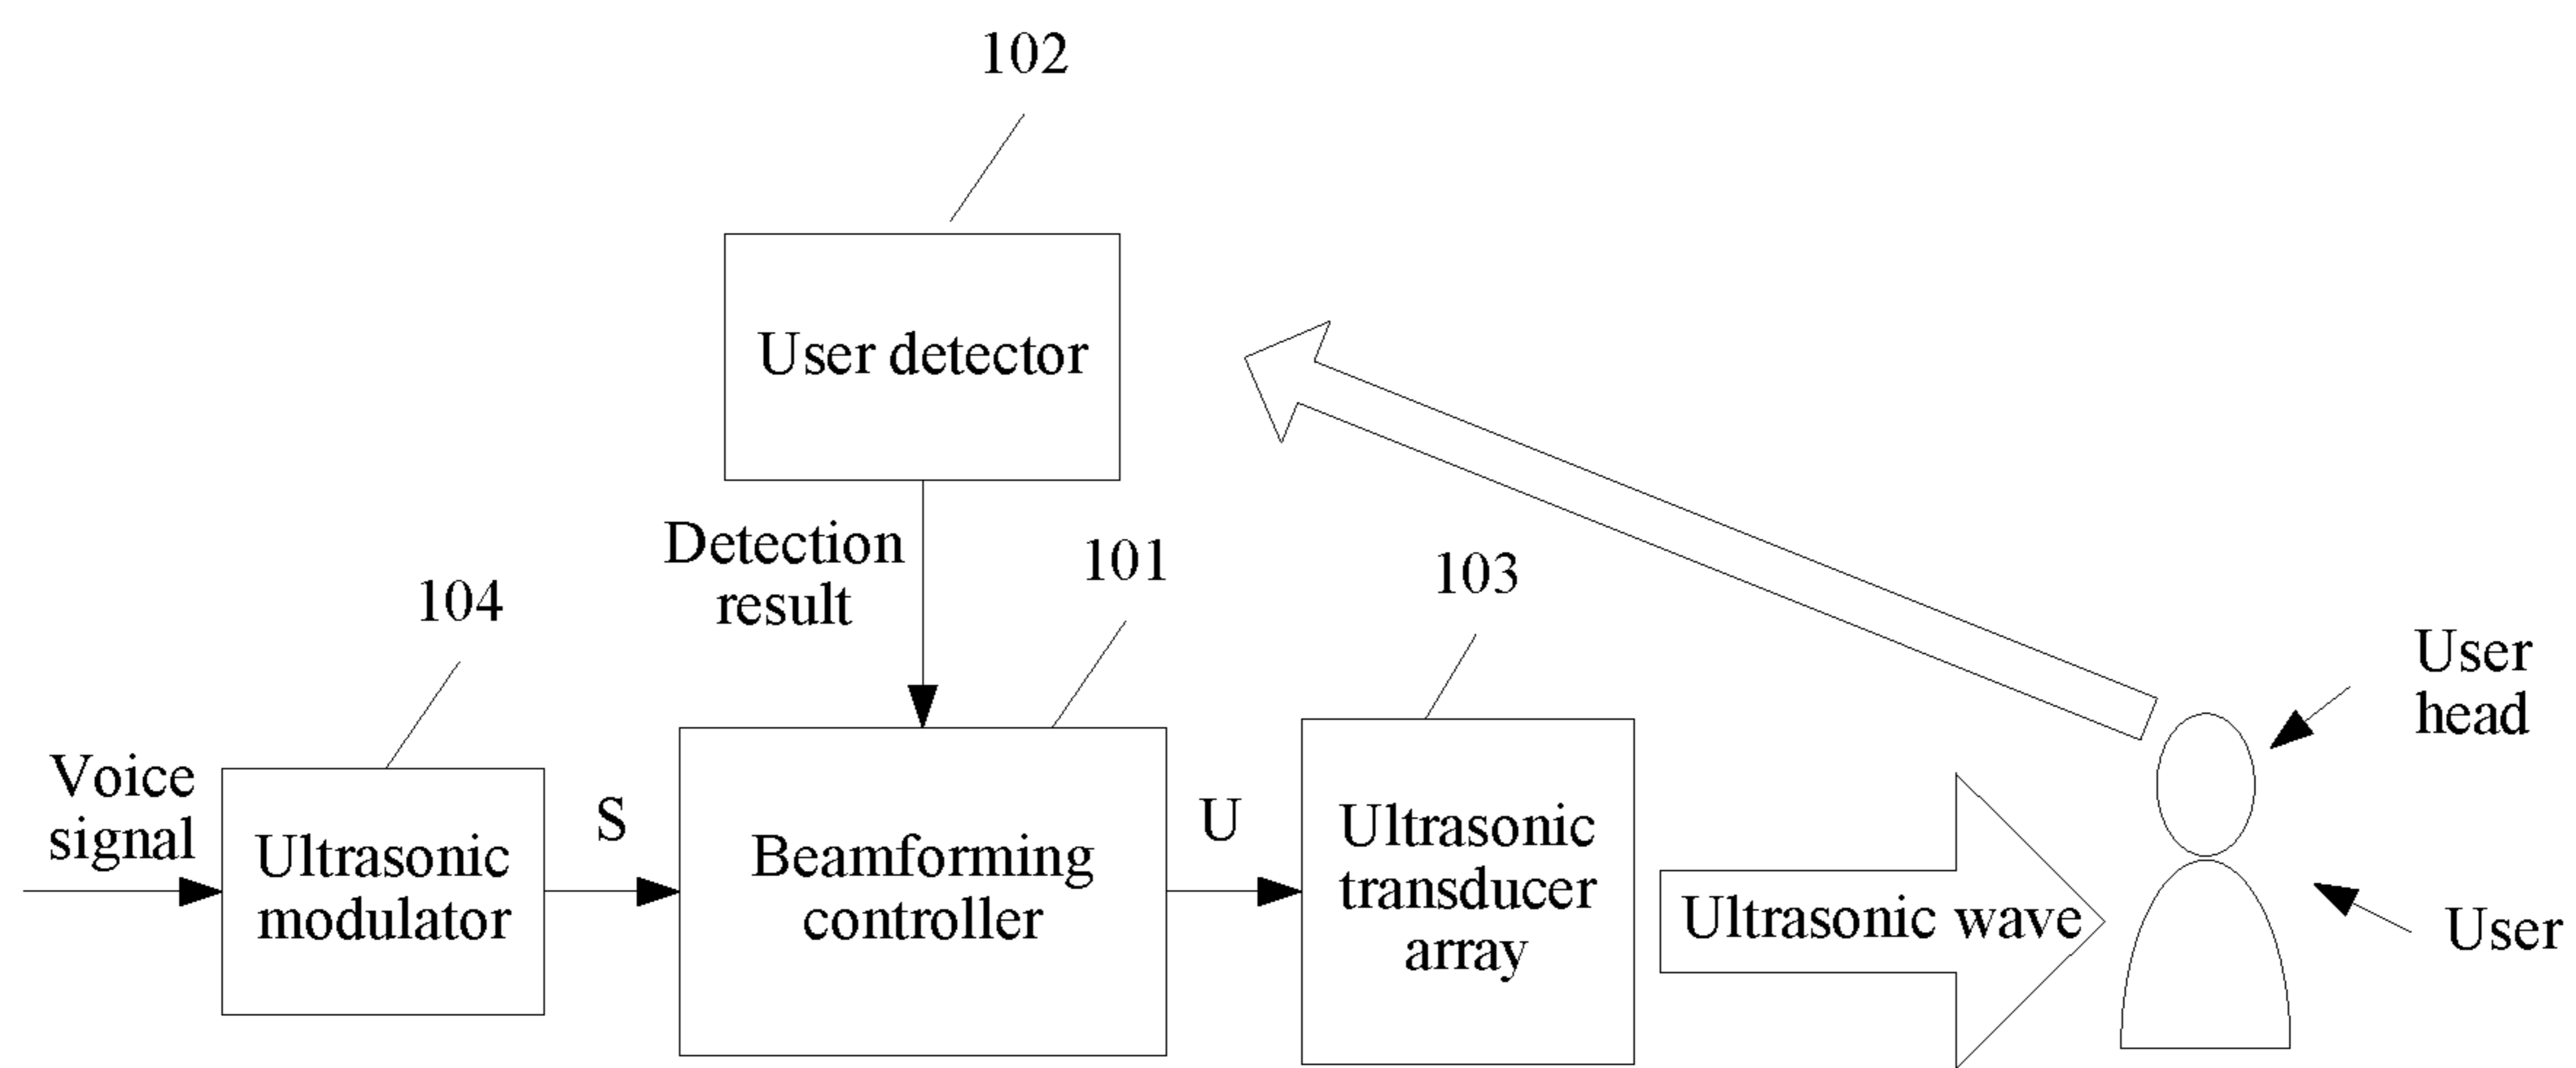 102
User detector
Detection
result
101
103
104
User
head
Voice
signal
S
U
Ultrasonic
modulator
Beamforming
controller
Ultrasonic
transducer
array
Ultrasonic wave
User